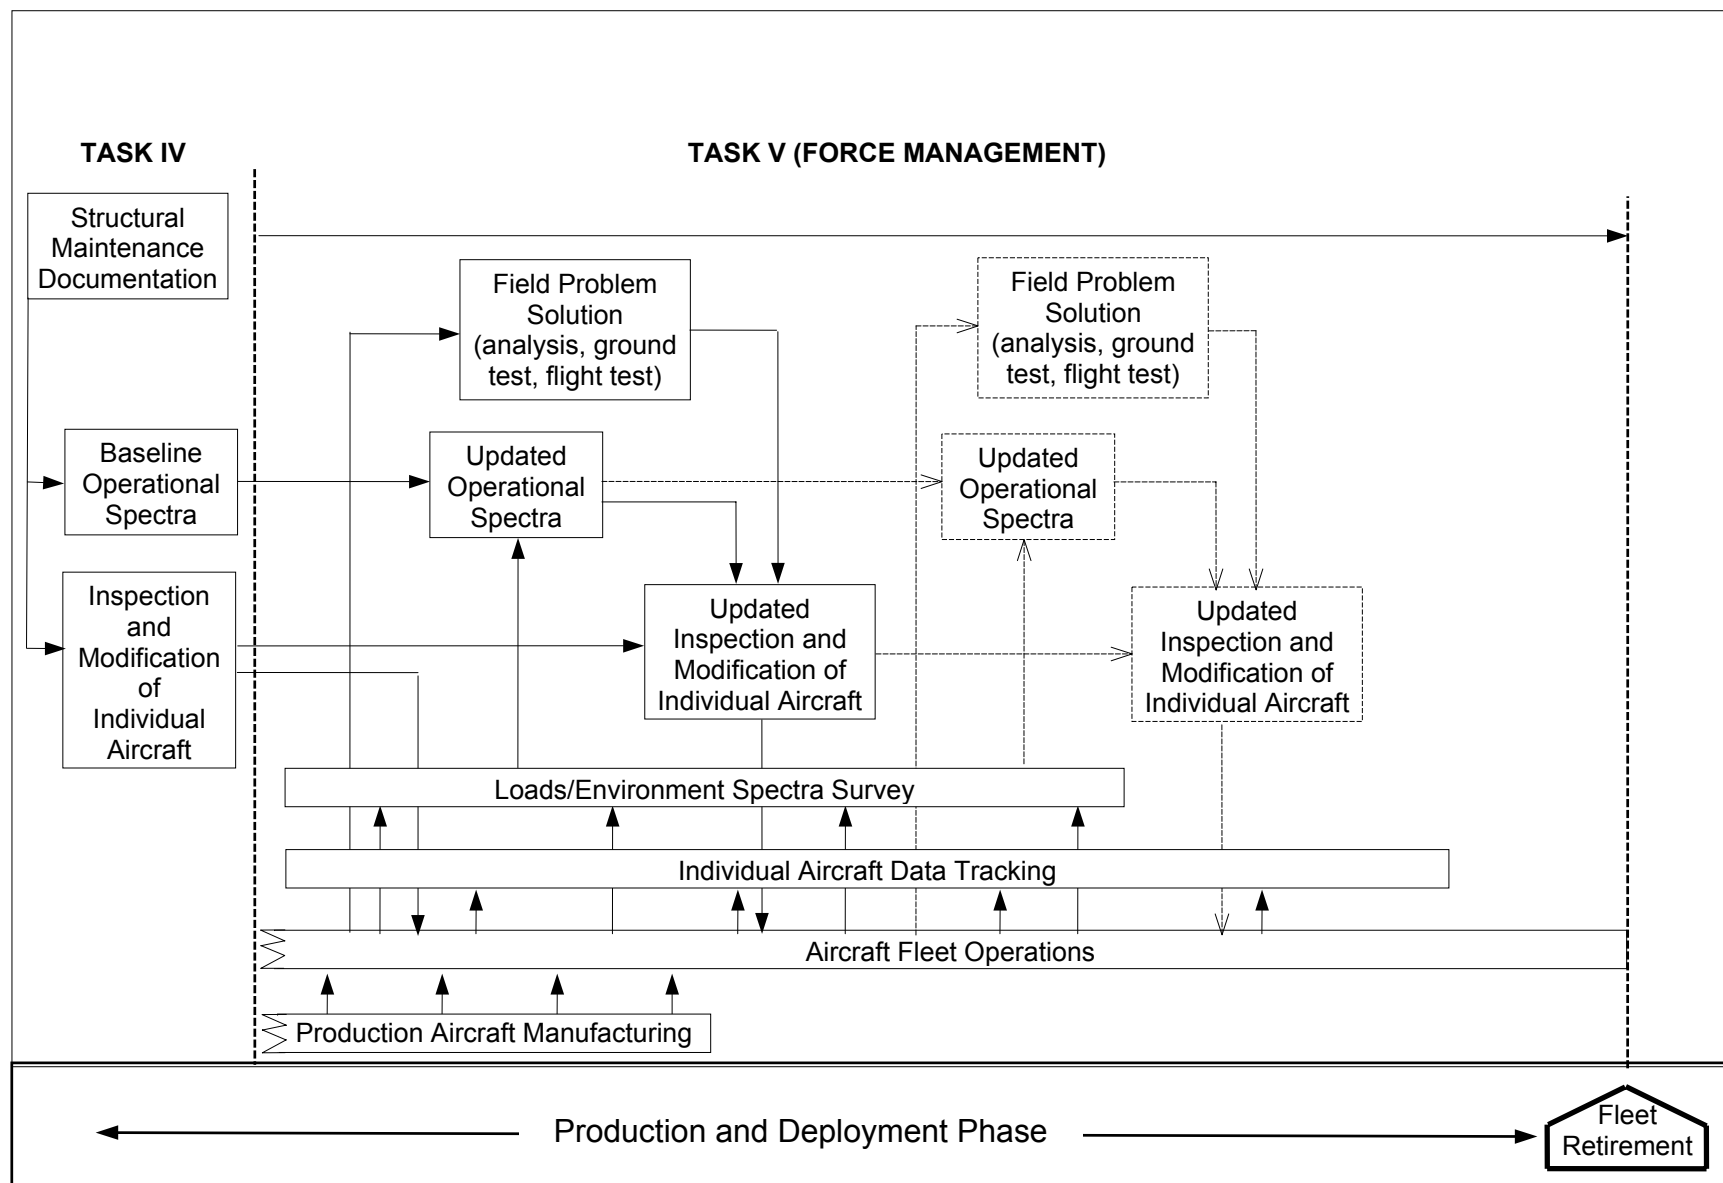 TASK IV
TASK V (FORCE MANAGEMENT)
Structural
Maintenance
Documentation
Field Problem
Solution
(analysis, ground
test, flight test)
Field Problem
Solution
(analysis, ground
test, flight test)
Baseline
Operational
Spectra
Updated
Operational
Spectra
Updated
Operational
Spectra
Inspection
and
Modification
of
Individual
Aircraft
Updated
Inspection and
Modification of
Individual Aircraft
Updated
Inspection and
Modification of
Individual Aircraft
Loads/Environment Spectra Survey
Individual Aircraft Data Tracking
Aircraft Fleet Operations
Production Aircraft Manufacturing
Production and Deployment Phase
Fleet
Retirement